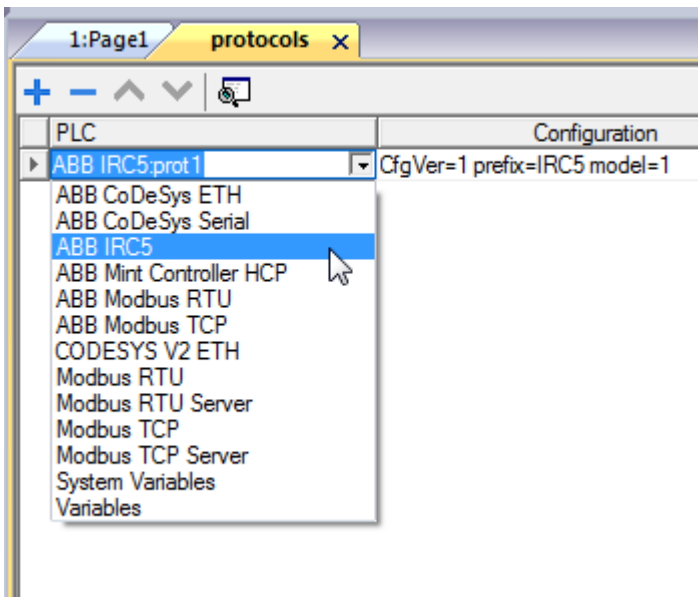 1:Page1 protocols
PLC Configuration
ABB IRC5:prot1 CfgVer=1 prefix=IRC5 model=1
ABB CoDeSys ETH
ABB CoDeSys Serial
ABB IRC5
ABB Mint Controller HCP
ABB Modbus RTU
ABB Modbus TCP
CODESYS V2 ETH
Modbus RTU
Modbus RTU Server
Modbus TCP
Modbus TCP Server
System Variables
Variables